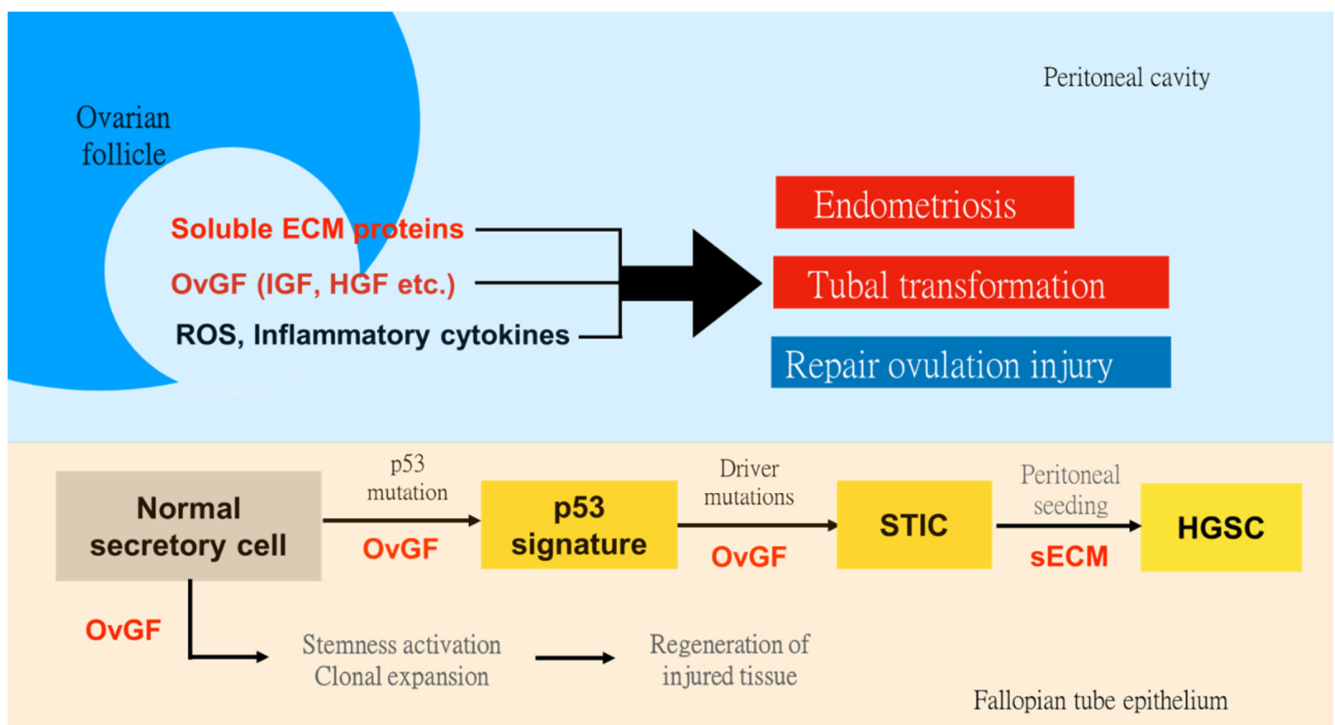 Peritoneal cavity
Ovarian
follicle
Soluble ECM proteins
OvGF (IGF, HGF etc.)
ROS, Inflammatory cytokines
Endometriosis
Tubal transformation
Repair ovulation injury
Normal
secretory cell
p53
mutation
OvGF
p53
signature
Driver
mutations
OvGF
STIC
Peritoneal
seeding
sECM
HGSC
OvGF
Stemness activation
Clonal expansion
Regeneration of
injured tissue
Fallopian tube epithelium